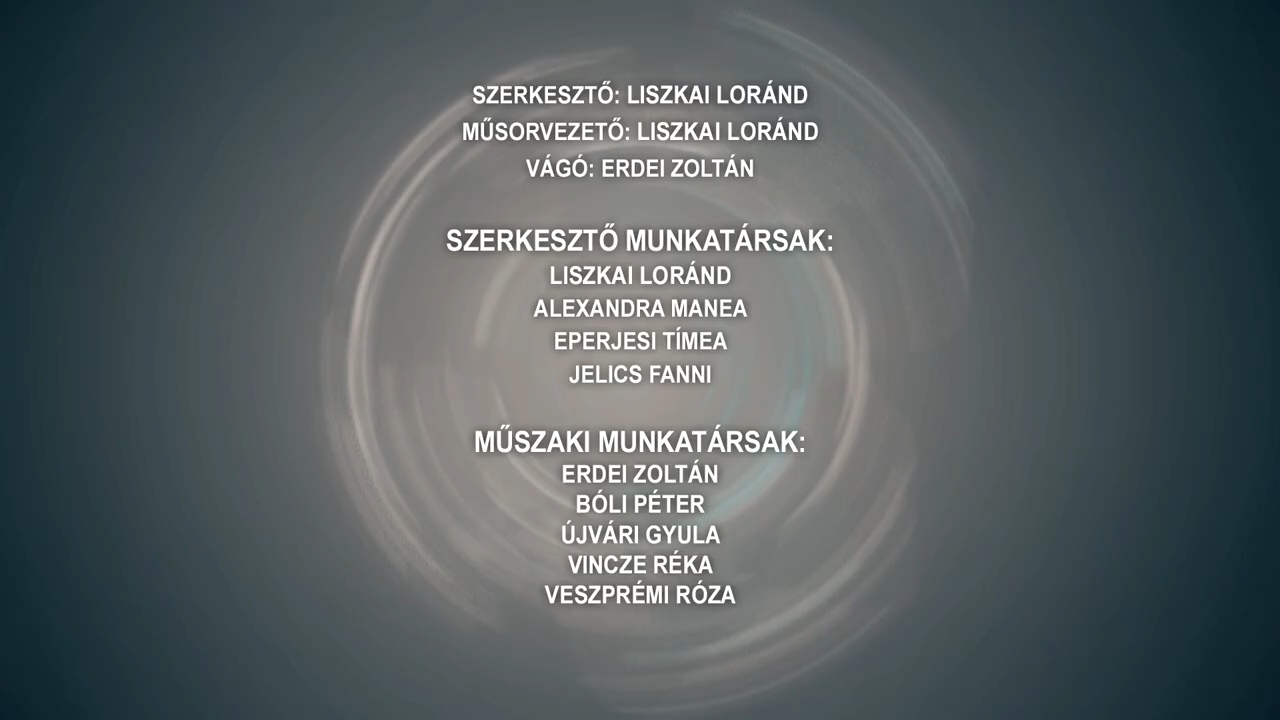 SZERKESZTŐ: LISZKAI LORÁND
MŰSORVEZETŐ: LISZKAI LORÁND
VÁGÓ: ERDEI ZOLTÁN
SZERKESZTŐ MUNKATÁRSAK:
LISZKAI LORÁND
ALEXANDRA MANEA
EPERJESI TÍMEA
JELICS FANNI
MŰSZAKI MUNKATÁRSAK:
ERDEI ZOLTÁN
BÓLI PÉTER
ÚJVÁRI GYULA
VINCZE RÉKA
VESZPRÉMI RÓZA